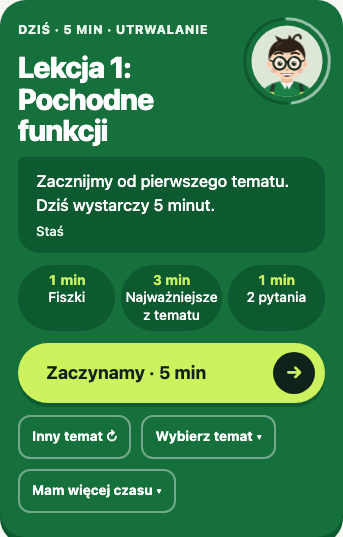 DZIŚ · 5 MIN · UTRWALANIE
Lekcja 1:
Pochodne
funkcji
Zacznijmy od pierwszego tematu.
Dziś wystarczy 5 minut.
Staś
1 min
Fiszki
3 min
Najważniejsze
z tematu
1 min
2 pytania
Zaczynamy · 5 min →
Inny temat ↻
Wybierz temat ▾
Mam więcej czasu ▾